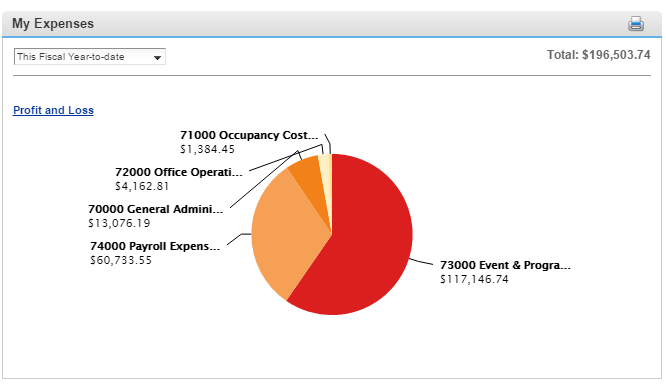 My Expenses
This Fiscal Year-to-date
Total: $196,503.74
Profit and Loss
71000 Occupancy Cost...
$1,384.45
72000 Office Operati...
$4,162.81
70000 General Admini...
$13,076.19
74000 Payroll Expens...
$60,733.55
73000 Event & Progra...
$117,146.74